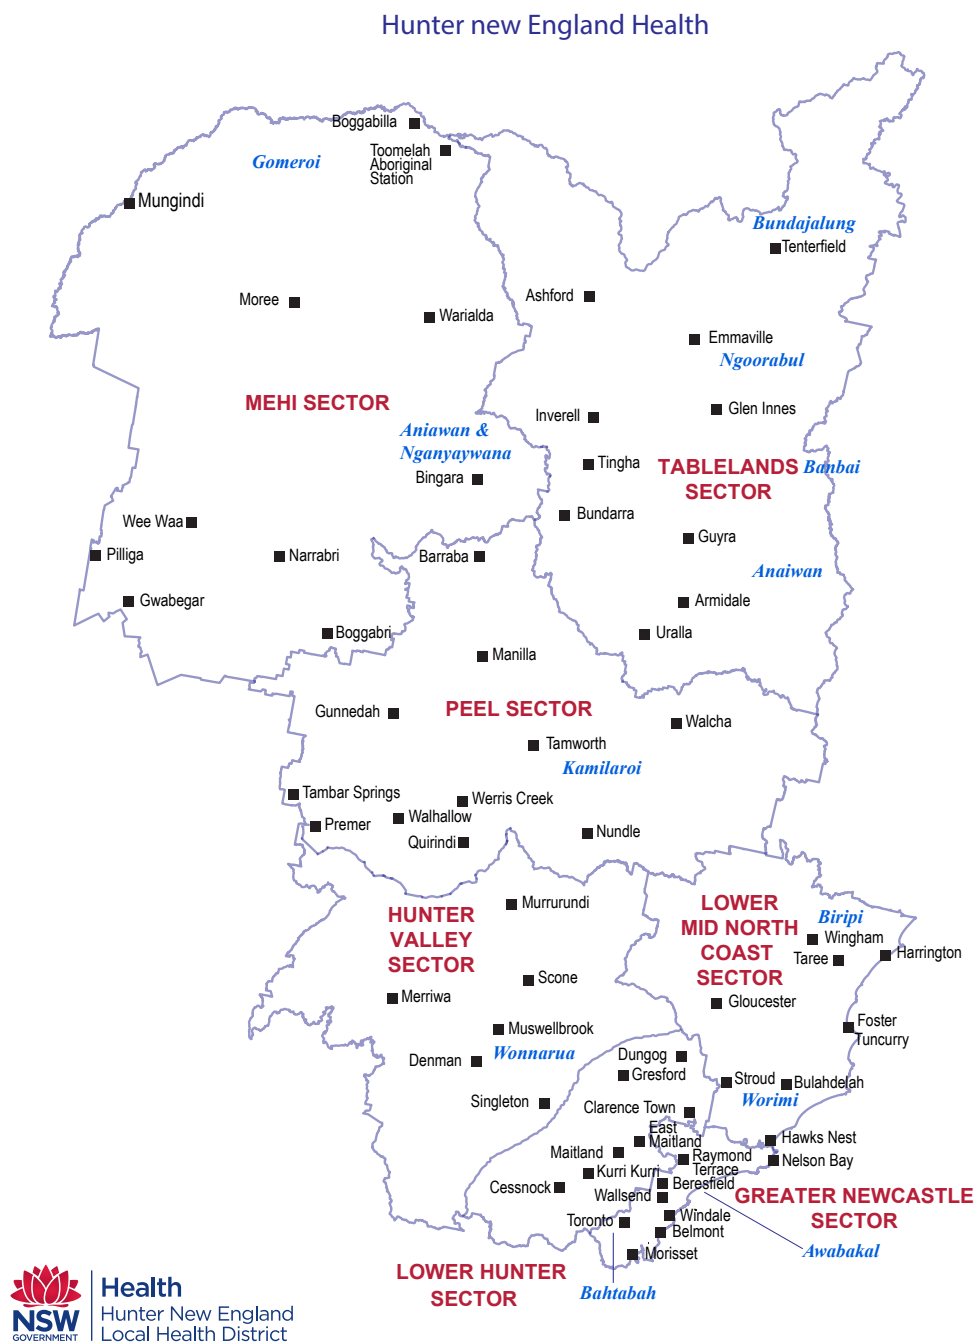 Hunter new England Health
Boggabilla
Toomelah
Aboriginal
Station
Gomeroi
Mungindi
Bundajalung
Tenterfield
Moree
Ashford
Warialda
Emmaville
Ngoorabul
MEHI SECTOR
Inverell
Glen Innes
Aniawan &
Nganyaywana
Bingara
Tingha
TABLELANDS
SECTOR
Banbai
Wee Waa
Bundarra
Guyra
Pilliga
Narrabri
Barraba
Anaiwan
Gwabegar
Armidale
Boggabri
Uralla
Manilla
Gunnedah
PEEL SECTOR
Walcha
Tamworth
Kamilaroi
Tambar Springs
Werris Creek
Premer
Walhallow
Quirindi
Nundle
HUNTER
VALLEY
SECTOR
Murrurundi
LOWER
MID NORTH
COAST
SECTOR
Biripi
Wingham
Taree
Harrington
Scone
Merriwa
Gloucester
Muswellbrook
Wonnarua
Foster
Tuncurry
Denman
Dungog
Gresford
Stroud
Bulahdelah
Worimi
Singleton
Clarence Town
East
Maitland
Hawks Nest
Maitland
Raymond
Terrace
Nelson Bay
Kurri Kurri
Cessnock
Beresfield
Wallsend
GREATER NEWCASTLE
SECTOR
Toronto
Windale
Belmont
Awabakal
Morisset
LOWER HUNTER
SECTOR
Bahtabah
NSW
GOVERNMENT
Health
Hunter New England
Local Health District